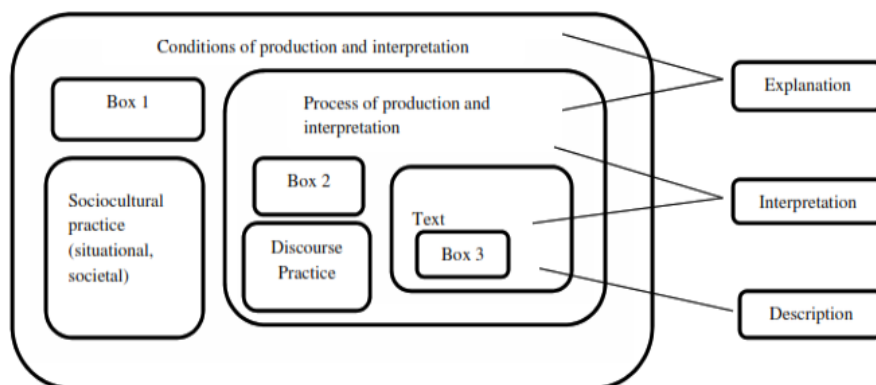 Conditions of production and interpretation
Box 1
Process of production and
interpretation
Explanation
Box 2
Sociocultural
practice
(situational,
societal)
Text
Interpretation
Discourse
Practice
Box 3
Description